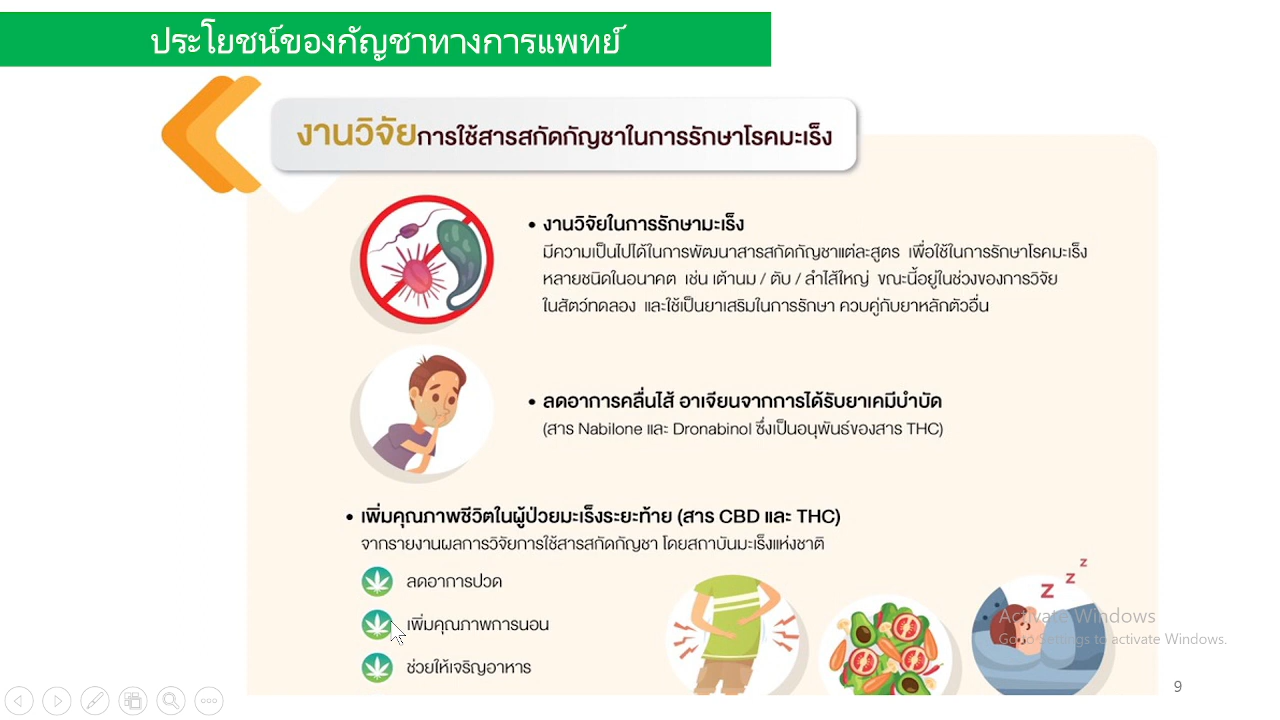 ประโยชน์ของกัญชาทางการแพทย์
งานวิจัยการใช้สารสกัดกัญชาในการรักษาโรคมะเร็ง
• งานวิจัยในการรักษามะเร็ง
มีความเป็นไปได้ในการพัฒนาสารสกัดกัญชาแต่ละสูตร เพื่อใช้ในการรักษาโรคมะเร็ง
หลายชนิดในอนาคต เช่น เต้านม / ตับ / ลำไส้ใหญ่ ขณะนี้อยู่ในช่วงของการวิจัย
ในสัตว์ทดลอง และใช้เป็นยาเสริมในการรักษา ควบคู่กับยาหลักตัวอื่น
• ลดอาการคลื่นไส้ อาเจียนจากการได้รับยาเคมีบำบัด
(สาร Nabilone และ Dronabinol ซึ่งเป็นอนุพันธ์ของสาร THC)
• เพิ่มคุณภาพชีวิตในผู้ป่วยมะเร็งระยะท้าย (สาร CBD และ THC)
จากรายงานผลการวิจัยการใช้สารสกัดกัญชา โดยสถาบันมะเร็งแห่งชาติ
ลดอาการปวด
เพิ่มคุณภาพการนอน
ช่วยให้เจริญอาหาร
z z z
Activate Windows
Go to Settings to activate Windows.
9